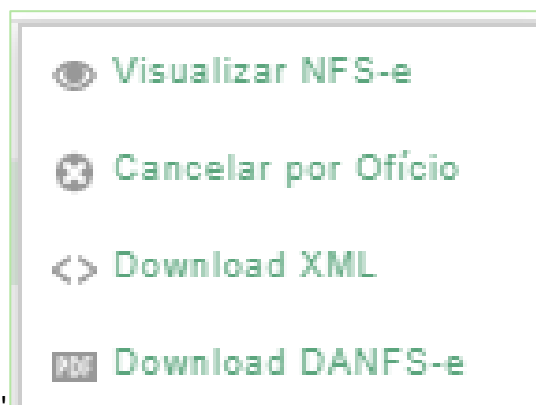 Visualizar NFS-e
Cancelar por Ofício
<> Download XML
PDF Download DANFS-e